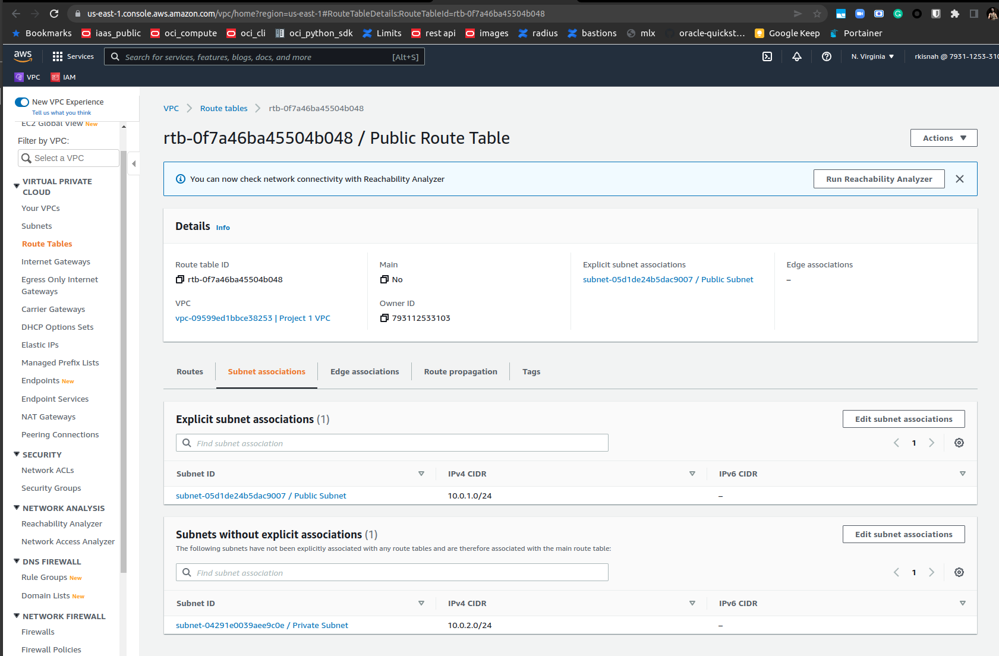 us-east-1.console.aws.amazon.com/vpc/home?region=us-east-1#RouteTableDetails:RouteTableId=rtb-0f7a46ba45504b048
Bookmarks iaas_public oci_compute oci_cli oci_python_sdk Limits rest api images radius bastions mlx oracle-quickst... Google Keep Portainer
aws Services Search for services, features, blogs, docs, and more [Alt+S] N. Virginia rkisnah @ 7931-1253-310
VPC IAM
New VPC Experience
Tell us what you think
EC2 Global View New
Filter by VPC:
Select a VPC
VIRTUAL PRIVATE
CLOUD
Your VPCs
Subnets
Route Tables
Internet Gateways
Egress Only Internet
Gateways
Carrier Gateways
DHCP Options Sets
Elastic IPs
Managed Prefix Lists
Endpoints New
Endpoint Services
NAT Gateways
Peering Connections
SECURITY
Network ACLs
Security Groups
NETWORK ANALYSIS
Reachability Analyzer
Network Access Analyzer
DNS FIREWALL
Rule Groups New
Domain Lists New
NETWORK FIREWALL
Firewalls
Firewall Policies
VPC Route tables rtb-0f7a46ba45504b048
rtb-0f7a46ba45504b048 / Public Route Table
Actions
You can now check network connectivity with Reachability Analyzer
Run Reachability Analyzer
Details Info
Route table ID
rtb-0f7a46ba45504b048
VPC
vpc-09599ed1bbce38253 | Project 1 VPC
Main
No
Owner ID
793112533103
Explicit subnet associations
subnet-05d1de24b5dac9007 / Public Subnet
Edge associations
–
Routes Subnet associations Edge associations Route propagation Tags
Explicit subnet associations (1)
Edit subnet associations
Find subnet association
1
Subnet ID IPv4 CIDR IPv6 CIDR
subnet-05d1de24b5dac9007 / Public Subnet 10.0.1.0/24 –
Subnets without explicit associations (1)
Edit subnet associations
The following subnets have not been explicitly associated with any route tables and are therefore associated with the main route table:
Find subnet association
1
Subnet ID IPv4 CIDR IPv6 CIDR
subnet-04291e0039aee9c0e / Private Subnet 10.0.2.0/24 –